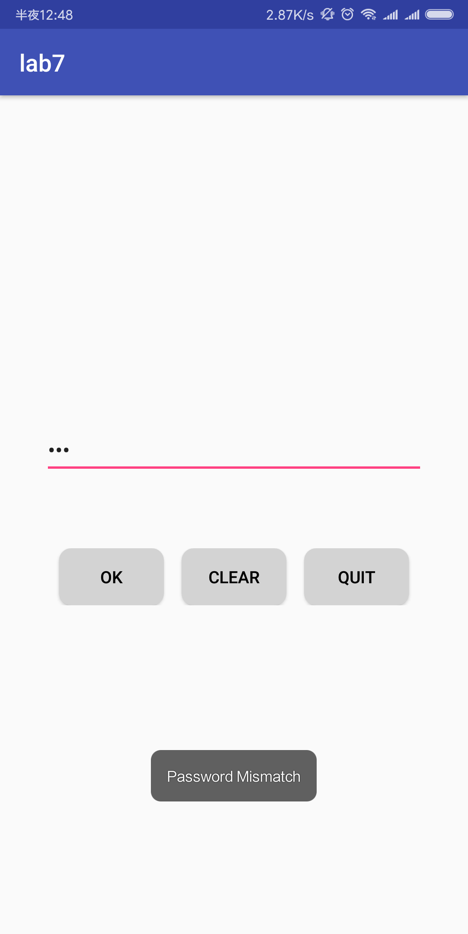 半夜12:48 2.87K/s
lab7
•••
OK CLEAR QUIT
Password Mismatch